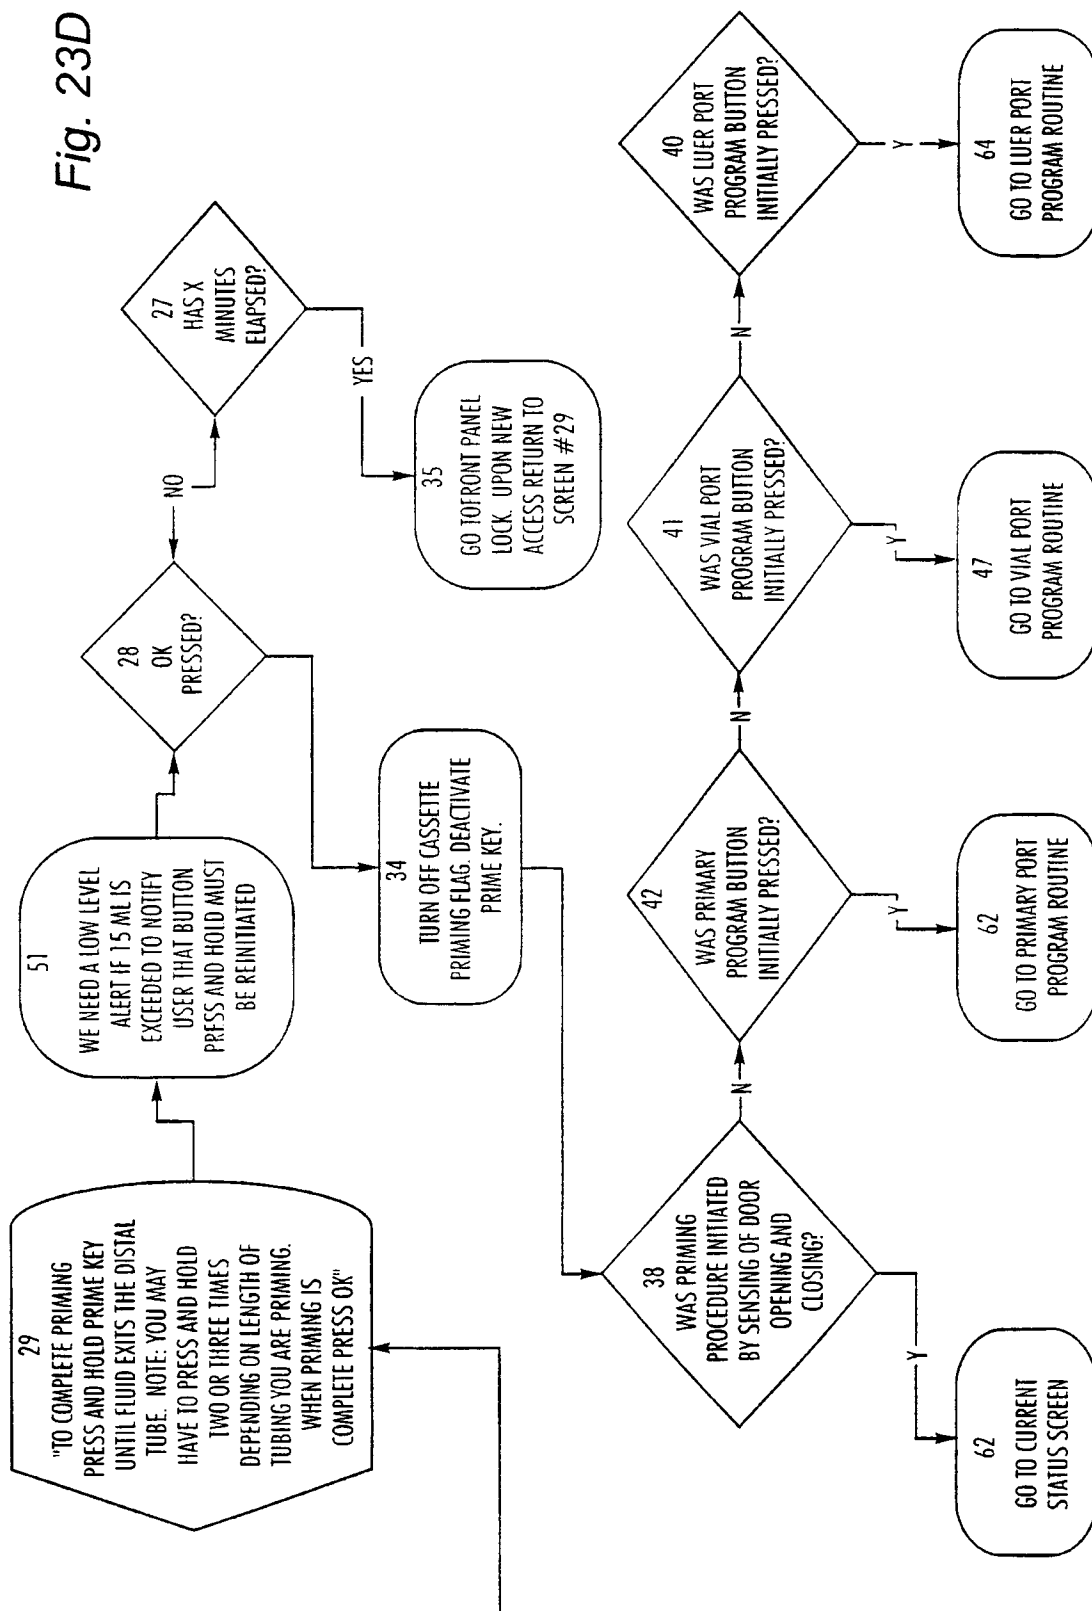 Fig. 23D
29
"TO COMPLETE PRIMING
PRESS AND HOLD PRIME KEY
UNTIL FLUID EXITS THE DISTAL
TUBE. NOTE: YOU MAY
HAVE TO PRESS AND HOLD
TWO OR THREE TIMES
DEPENDING ON LENGTH OF
TUBING YOU ARE PRIMING.
WHEN PRIMING IS
COMPLETE PRESS OK"
51
WE NEED A LOW LEVEL
ALERT IF 15 ML IS
EXCEEDED TO NOTIFY
USER THAT BUTTON
PRESS AND HOLD MUST
BE REINITIATED
28
OK
PRESSED?
NO
27
HAS X
MINUTES
ELAPSED?
YES
35
GO TOFRONT PANEL
LOCK. UPON NEW
ACCESS RETURN TO
SCREEN #29
34
TURN OFF CASSETTE
PRIMING FLAG. DEACTIVATE
PRIME KEY.
38
WAS PRIMING
PROCEDURE INITIATED
BY SENSING OF DOOR
OPENING AND
CLOSING?
N
42
WAS PRIMARY
PROGRAM BUTTON
INITIALLY PRESSED?
N
41
WAS VIAL PORT
PROGRAM BUTTON
INITIALLY PRESSED?
N
40
WAS LUER PORT
PROGRAM BUTTON
INITIALLY PRESSED?
Y
62
GO TO CURRENT
STATUS SCREEN
Y
62
GO TO PRIMARY PORT
PROGRAM ROUTINE
Y
47
GO TO VIAL PORT
PROGRAM ROUTINE
Y
64
GO TO LUER PORT
PROGRAM ROUTINE